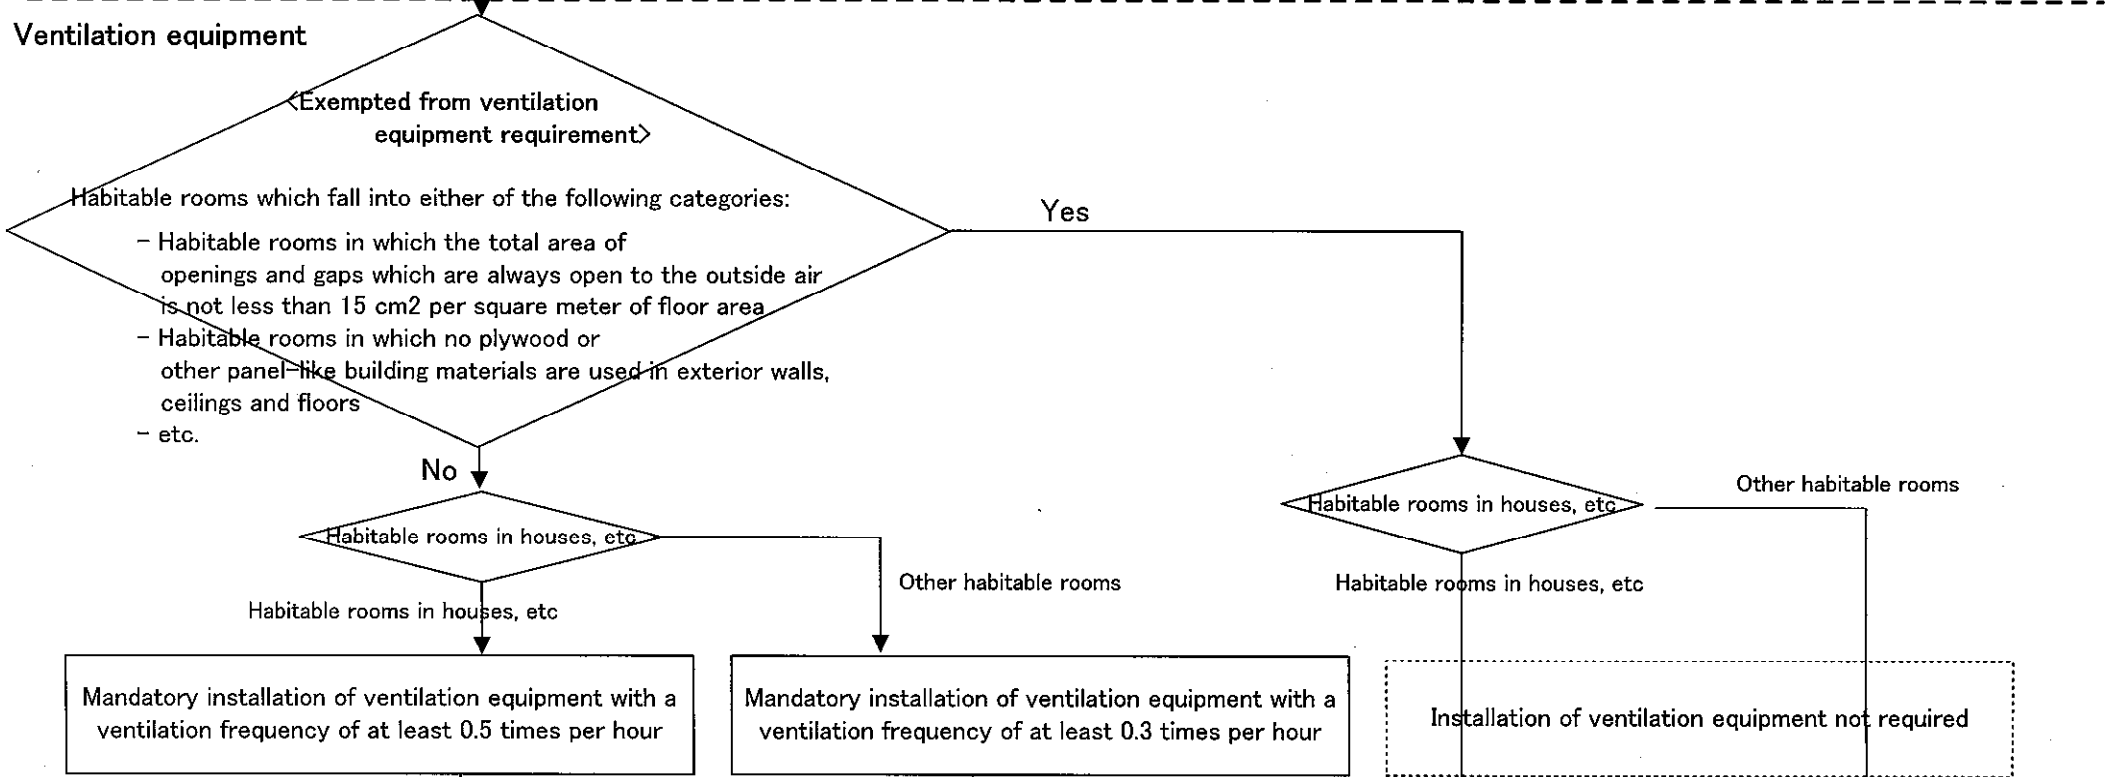 Ventilation equipment
<Exempted from ventilation
equipment requirement>
Habitable rooms which fall into either of the following categories:
- Habitable rooms in which the total area of
openings and gaps which are always open to the outside air
is not less than 15 cm2 per square meter of floor area
- Habitable rooms in which no plywood or
other panel-like building materials are used in exterior walls,
ceilings and floors
- etc.
Yes
No
Habitable rooms in houses, etc
Other habitable rooms
Habitable rooms in houses, etc
Habitable rooms in houses, etc
Other habitable rooms
Habitable rooms in houses, etc
Mandatory installation of ventilation equipment with a
ventilation frequency of at least 0.5 times per hour
Mandatory installation of ventilation equipment with a
ventilation frequency of at least 0.3 times per hour
Installation of ventilation equipment not required